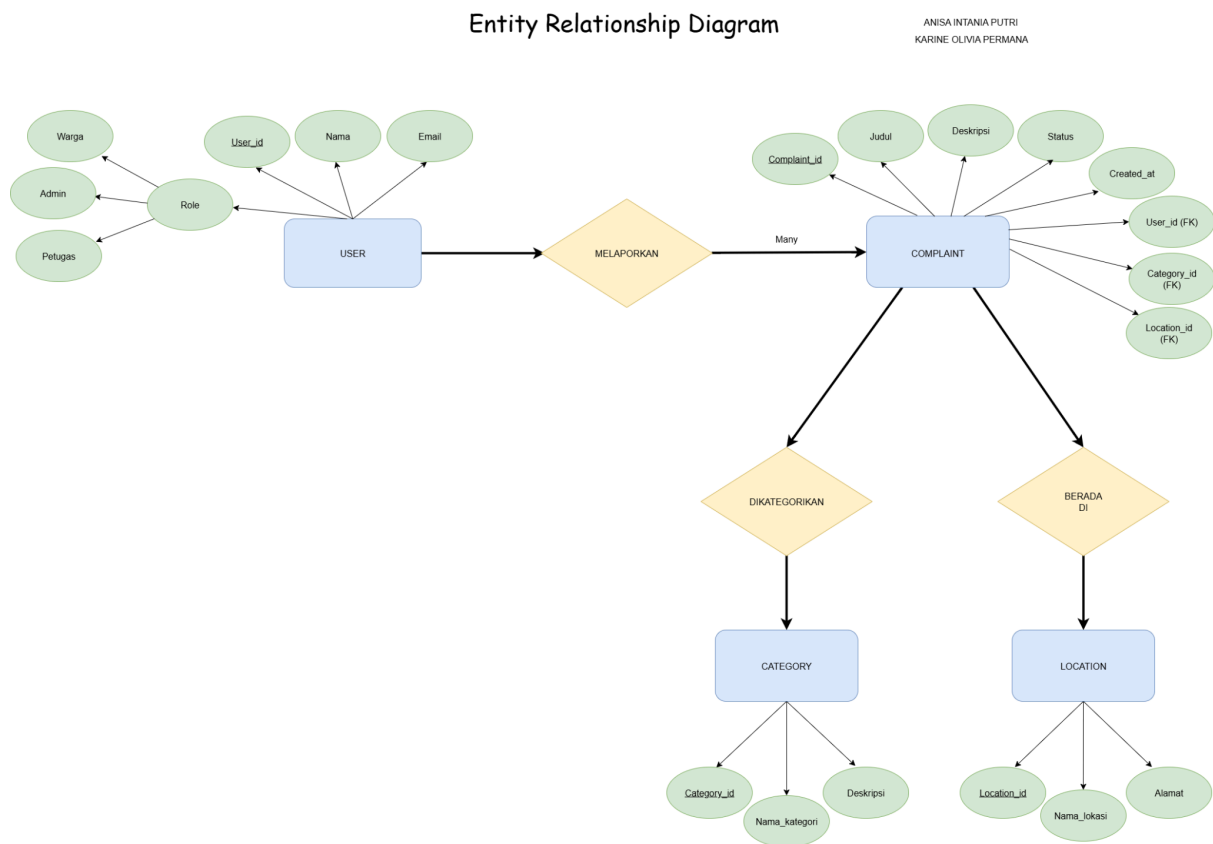 Entity Relationship Diagram
ANISA INTANIA PUTRI
KARINE OLIVIA PERMANA
Warga
Admin
Petugas
Role
User_id
Nama
Email
USER
MELAPORKAN
Many
Complaint_id
Judul
Deskripsi
Status
Created_at
User_id (FK)
Category_id
(FK)
Location_id
(FK)
COMPLAINT
DIKATEGORIKAN
BERADA
DI
CATEGORY
LOCATION
Category_id
Nama_kategori
Deskripsi
Location_id
Nama_lokasi
Alamat